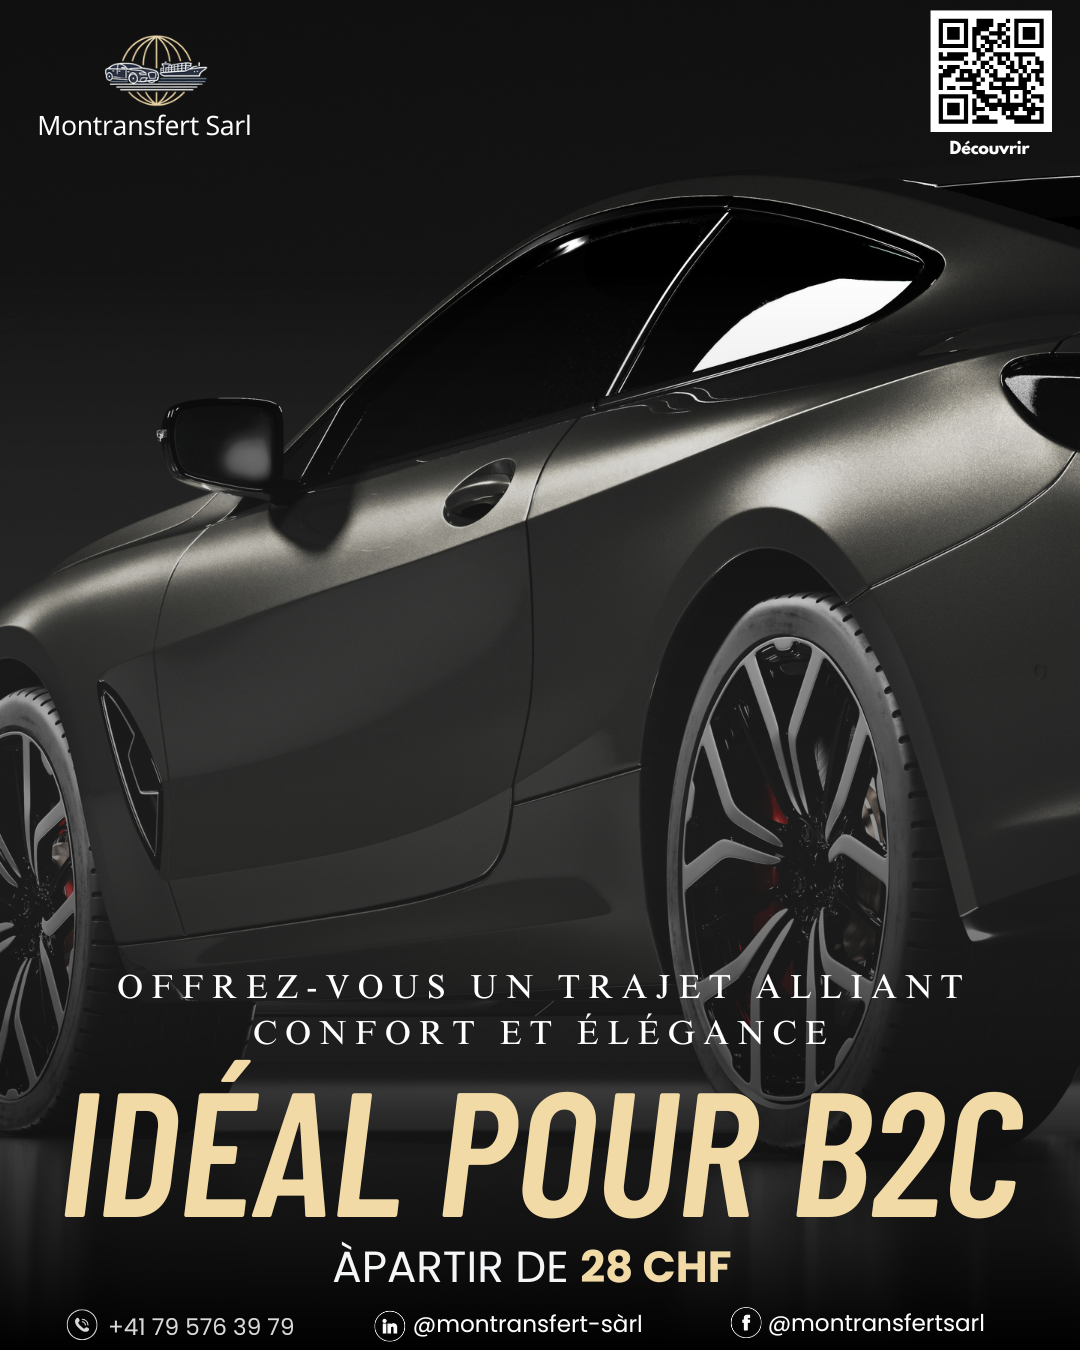 Montransfert Sarl
Découvrir
OFFREZ-VOUS UN TRAJET ALLIANT
CONFORT ET ÉLÉGANCE
IDÉAL POUR B2C
ÀPARTIR DE 28 CHF
+41 79 576 39 79
@montransfert-sàrl
@montransfertsarl